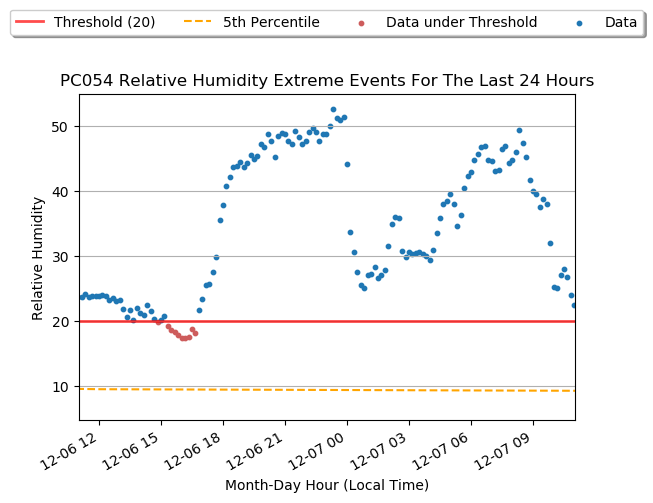 Threshold (20) 5th Percentile Data under Threshold Data
PC054 Relative Humidity Extreme Events For The Last 24 Hours
50
40
30
20
10
Relative Humidity
12-06 12 12-06 15 12-06 18 12-06 21 12-07 00 12-07 03 12-07 06 12-07 09
Month-Day Hour (Local Time)